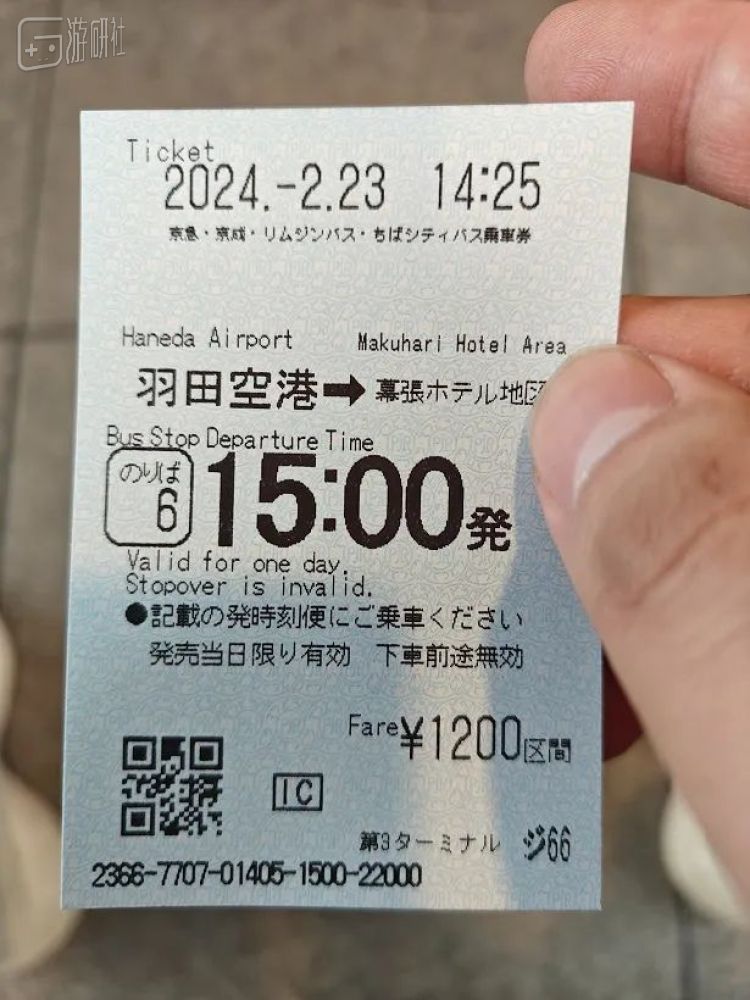 游研社
Ticket
2024.-2.23 14:25
京急・京成・リムジンバス・ちばシティバス乗車券
Haneda Airport Makuhari Hotel Area
羽田空港➡幕張ホテル地区
Bus Stop Departure Time
のりば
6 15:00発
Valid for one day.
Stopover is invalid.
●記載の発時刻便にご乗車ください
発売当日限り有効 下車前途無効
Fare ¥1200区間
IC
第3ターミナル ジ66
2366-7707-01405-1500-22000